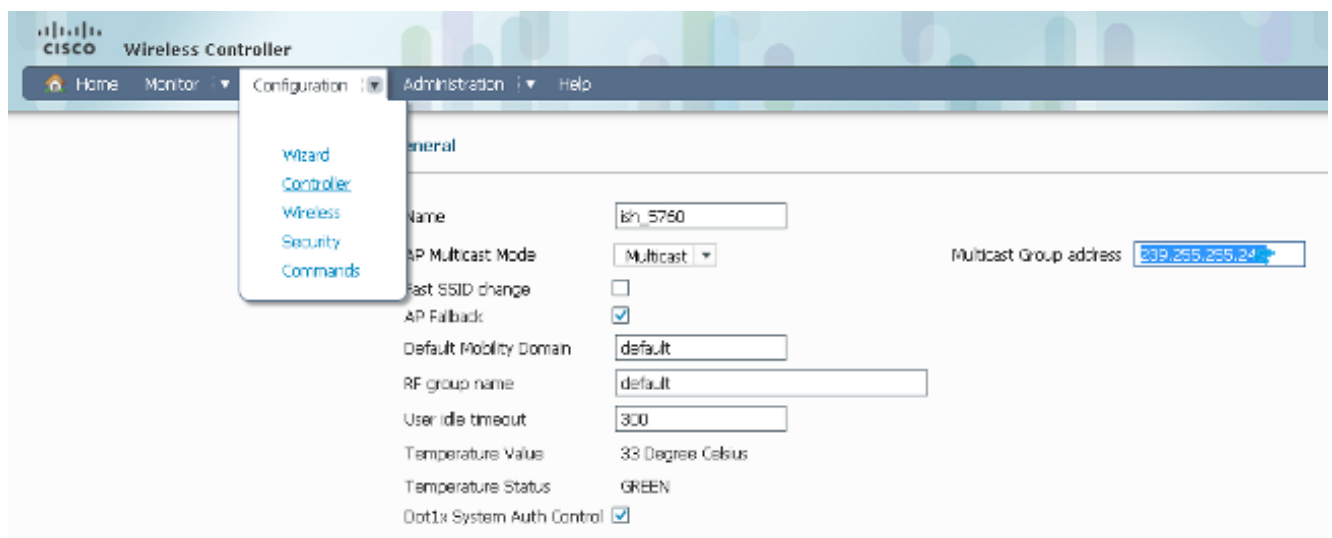 CISCO Wireless Controller
Home Monitor Configuration Administration Help
Wizard
Controller
Wireless
Security
Commands
eneral
Name ish_5760
AP Multicast Mode Multicast Multicast Group address
Fast SSID change
AP Fallback
Default Mobility Domain default
RF group name default
User idle timeout 300
Temperature Value 33 Degree Celsius
Temperature Status GREEN
Dot1x System Auth Control